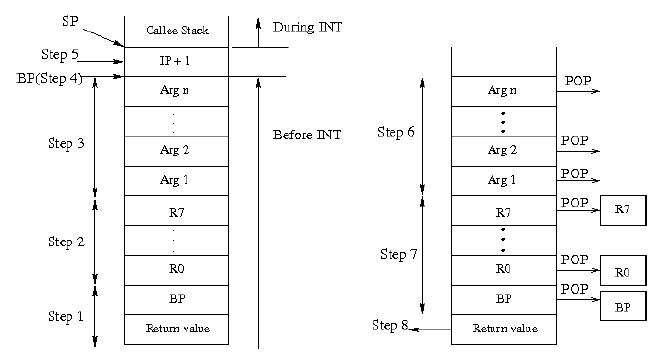 SP
Callee Stack
During INT
Step 5
IP + 1
BP(Step 4)
Arg n
Step 3
Before INT
Arg 2
Arg 1
R7
Step 2
R0
BP
Step 1
Return value
Arg n
POP
Step 6
Arg 2
POP
Arg 1
POP
R7
POP
R7
Step 7
R0
POP
R0
BP
POP
BP
Step 8
Return value